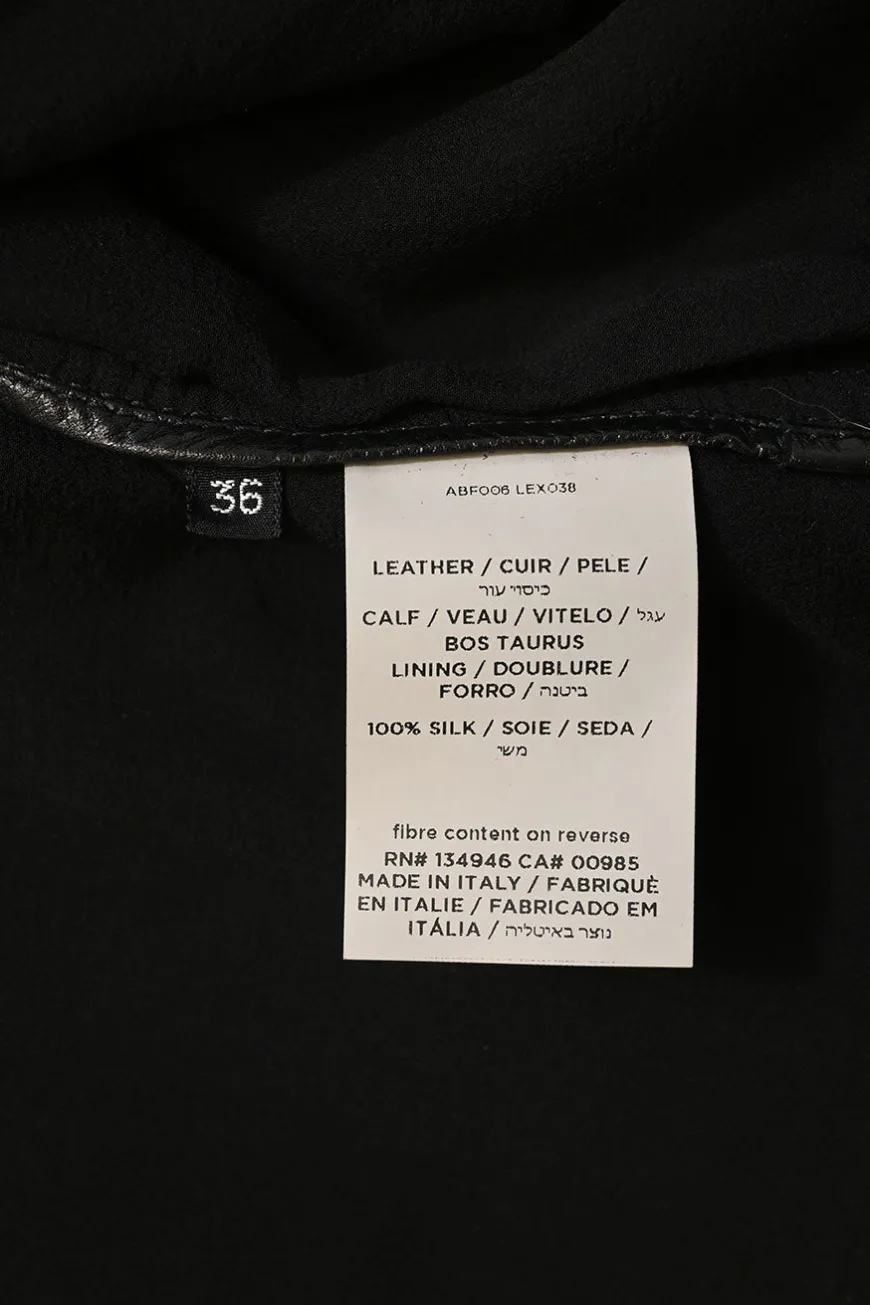 36
ABF006 LEX038
LEATHER / CUIR / PELE /
כיסוי עור
CALF / VEAU / VITELO / עגל
BOS TAURUS
LINING / DOUBLURE /
FORRO / ביטנה
100% SILK / SOIE / SEDA /
משי
fibre content on reverse
RN# 134946 CA# 00985
MADE IN ITALY / FABRIQUÈ
EN ITALIE / FABRICADO EM
ITÁLIA / נוצר באיטליה